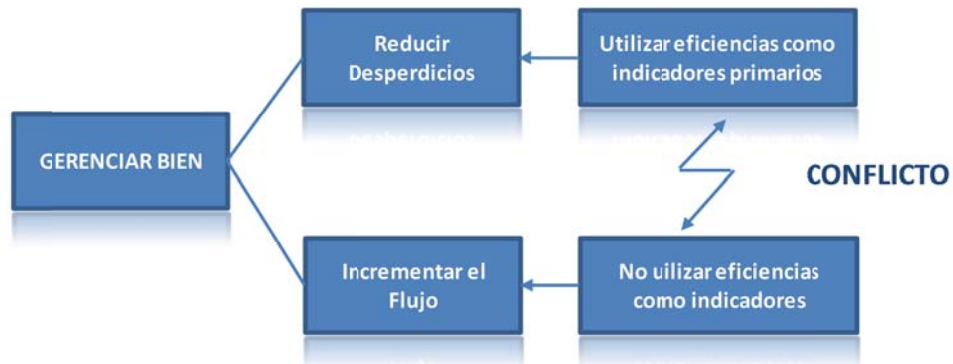 Reducir
Desperdicios
Utilizar eficiencias como
indicadores primarios
GERENCIAR BIEN
CONFLICTO
Incrementar el
Flujo
No uilizar eficiencias
como indicadores